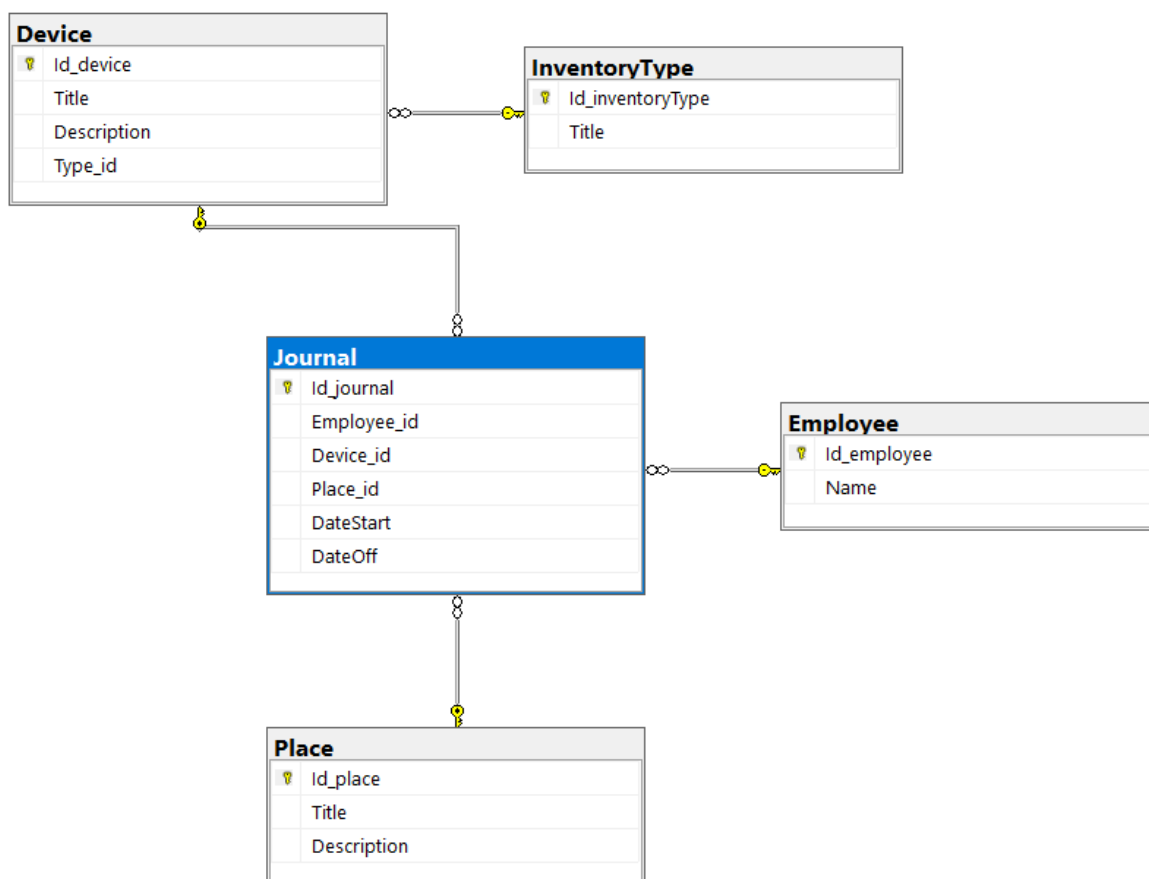 Device
Id_device
Title
Description
Type_id
InventoryType
Id_inventoryType
Title
Journal
Id_journal
Employee_id
Device_id
Place_id
DateStart
DateOff
Employee
Id_employee
Name
Place
Id_place
Title
Description